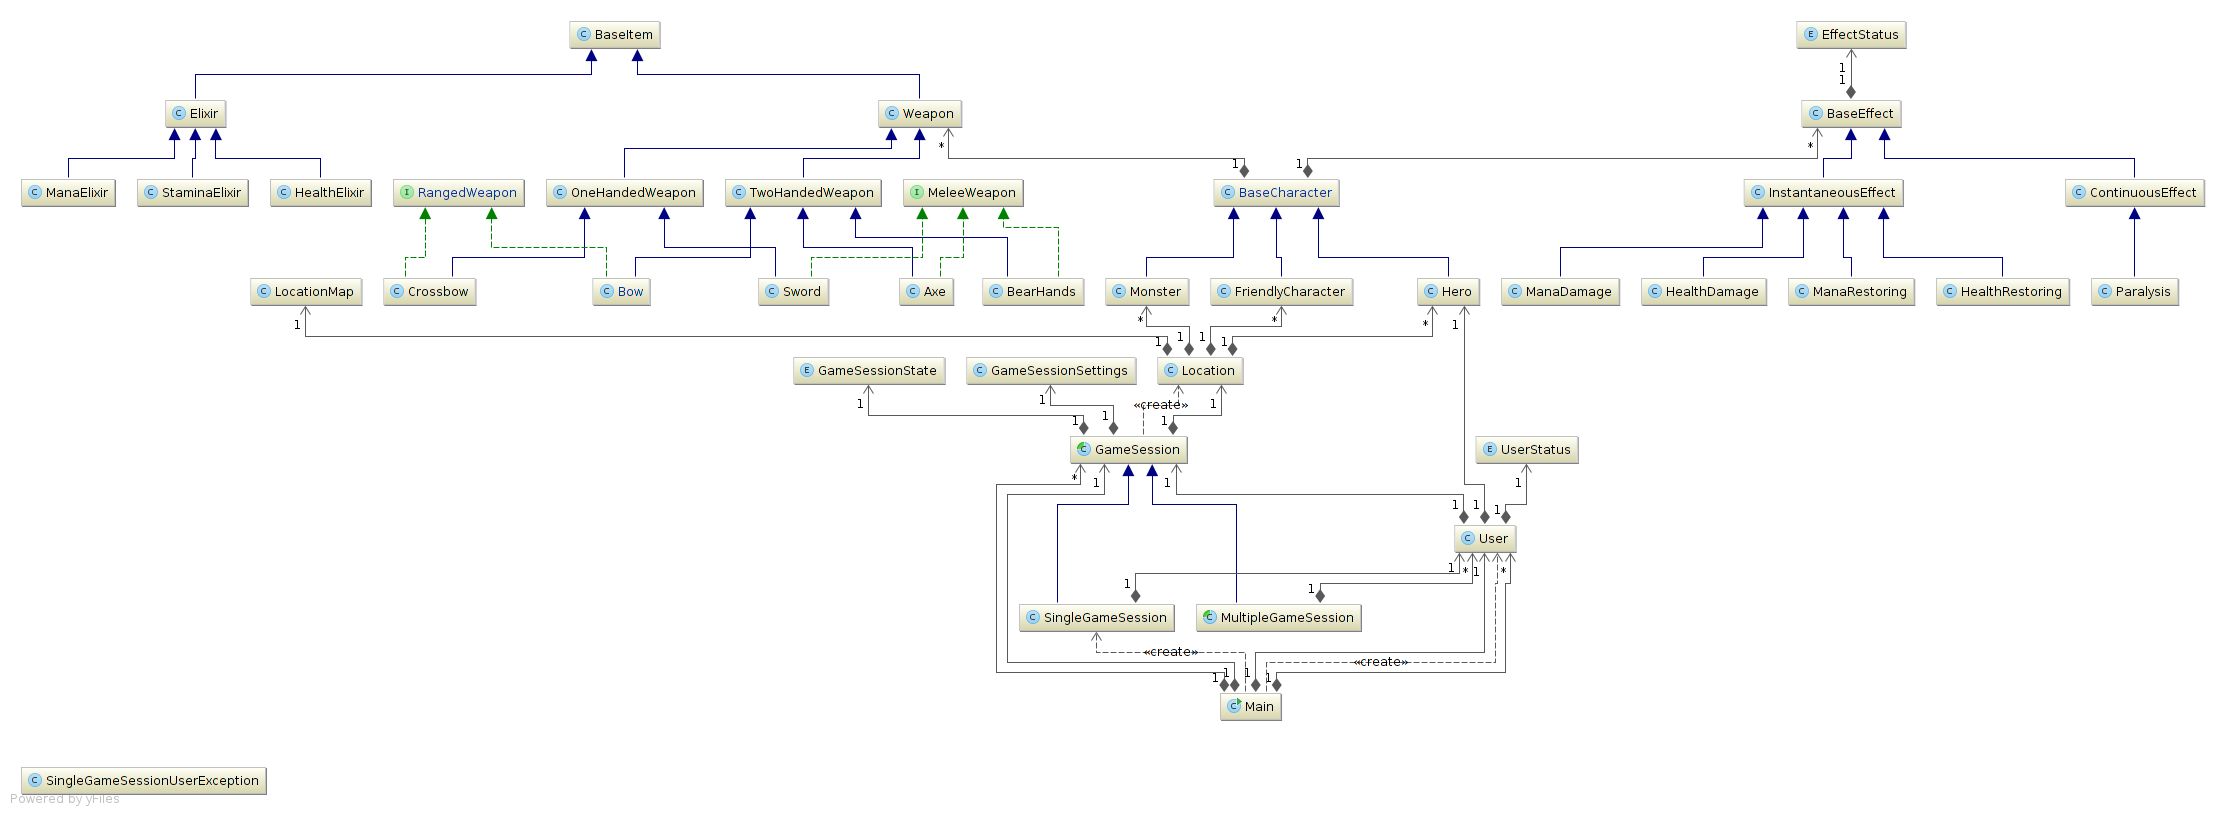 BaseItem
EffectStatus
1
1
Elixir
Weapon
BaseEffect
*
1
1
*
ManaElixir
StaminaElixir
HealthElixir
RangedWeapon
OneHandedWeapon
TwoHandedWeapon
MeleeWeapon
BaseCharacter
InstantaneousEffect
ContinuousEffect
LocationMap
Crossbow
Bow
Sword
Axe
BearHands
Monster
FriendlyCharacter
Hero
ManaDamage
HealthDamage
ManaRestoring
HealthRestoring
Paralysis
1
*
*
*
1
1
1
1
1
GameSessionState
GameSessionSettings
Location
1
1
«create»
1
1
1
1
GameSession
UserStatus
*
1
1
1
1
1
1
User
1
*
1
*
1
1
SingleGameSession
MultipleGameSession
«create»
«create»
1
1
1
1
Main
SingleGameSessionUserException
Powered by yFiles